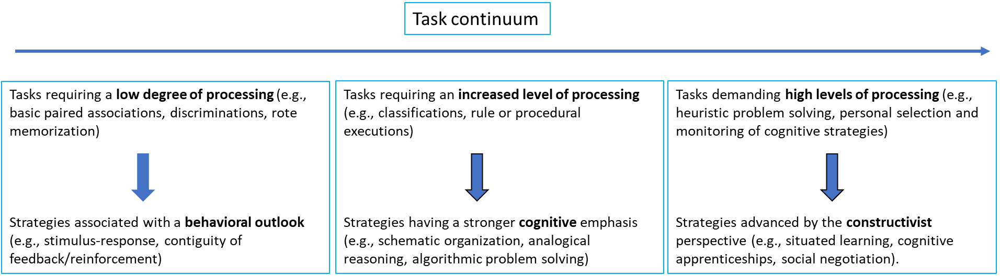 Task continuum
Tasks requiring a low degree of processing (e.g.,
basic paired associations, discriminations, rote
memorization)
Strategies associated with a behavioral outlook
(e.g., stimulus-response, contiguity of
feedback/reinforcement)
Tasks requiring an increased level of processing
(e.g., classifications, rule or procedural
executions)
Strategies having a stronger cognitive emphasis
(e.g., schematic organization, analogical
reasoning, algorithmic problem solving)
Tasks demanding high levels of processing (e.g.,
heuristic problem solving, personal selection and
monitoring of cognitive strategies)
Strategies advanced by the constructivist
perspective (e.g., situated learning, cognitive
apprenticeships, social negotiation).